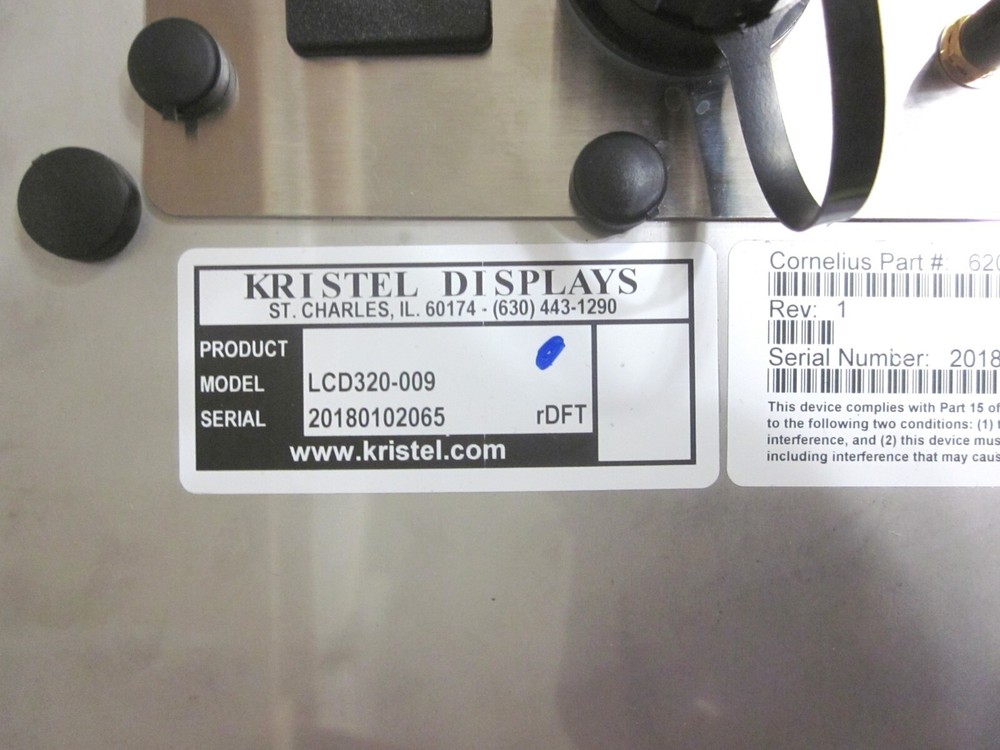 KRISTEL DISPLAYS
ST. CHARLES, IL. 60174 - (630) 443-1290
PRODUCT
MODEL LCD320-009
SERIAL 20180102065 rDFT
www.kristel.com
Cornelius Part #: 620
Rev: 1
Serial Number: 2018
This device complies with Part 15 of
to the following two conditions: (1)
interference, and (2) this device mus
including interference that may caus